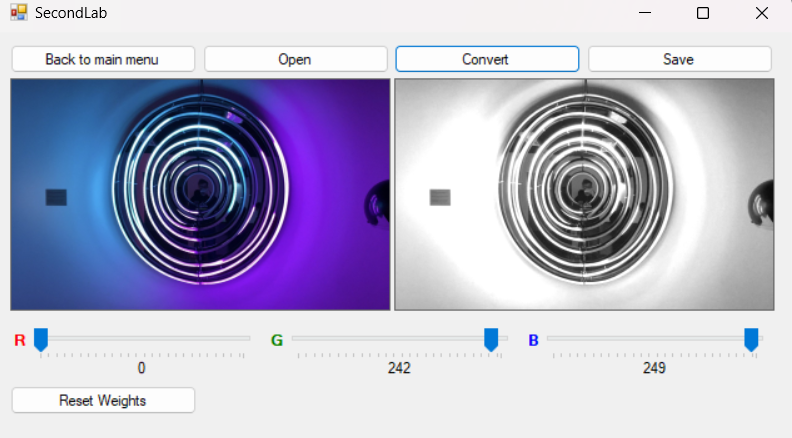 SecondLab
Back to main menu Open Convert Save
R G B
0 242 249
Reset Weights